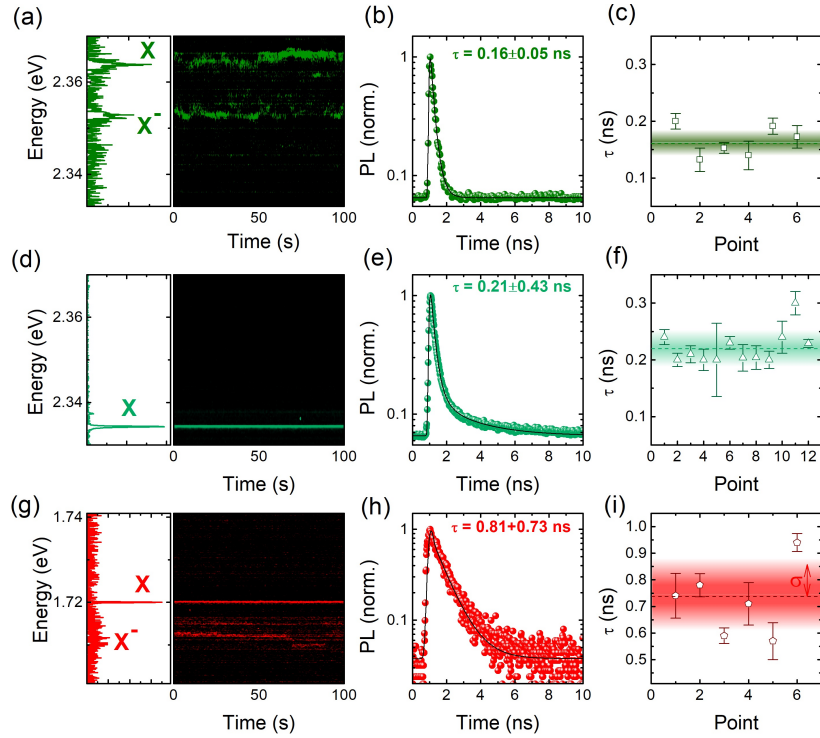 (a)
X
X⁻
2.36
2.34
Energy (eV)
0
50
100
Time (s)
(b)
τ = 0.16±0.05 ns
1
0.1
PL (norm.)
0 2 4 6 8 10
Time (ns)
(c)
0.3
0.2
0.1
τ (ns)
0 2 4 6
Point
(d)
X
2.36
2.34
Energy (eV)
0
50
100
Time (s)
(e)
τ = 0.21±0.43 ns
1
0.1
PL (norm.)
0 2 4 6 8 10
Time (ns)
(f)
0.3
0.2
0.1
τ (ns)
0 2 4 6 8 10 12
Point
(g)
X
X⁻
1.74
1.72
Energy (eV)
0
50
100
Time (s)
(h)
τ = 0.81+0.73 ns
1
0.1
PL (norm.)
0 2 4 6 8 10
Time (ns)
(i)
σ
1.0
0.9
0.8
0.7
0.6
0.5
τ (ns)
0 2 4 6
Point